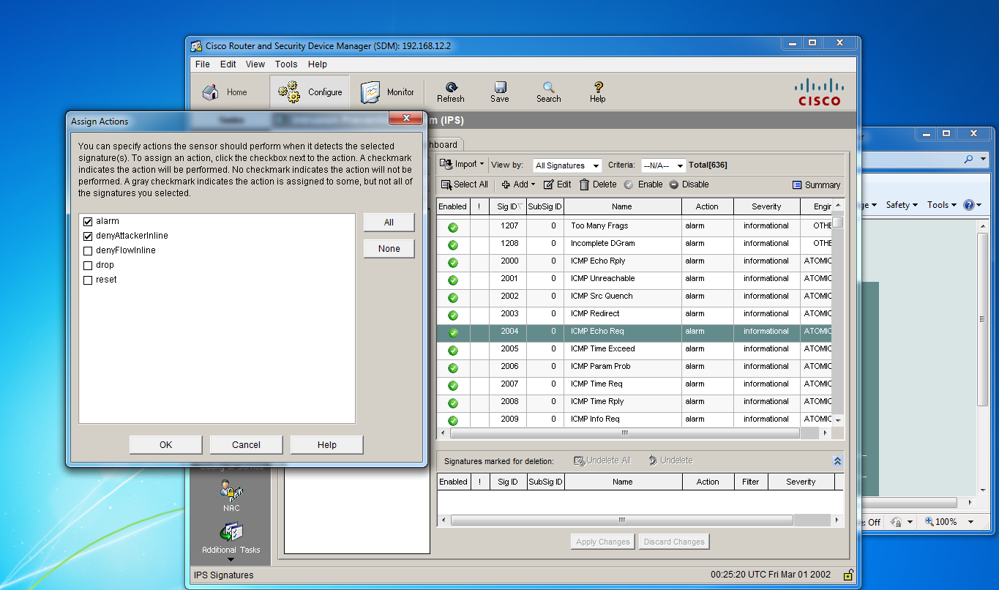 Cisco Router and Security Device Manager (SDM): 192.168.12.2
File Edit View Tools Help
Home Configure Monitor Refresh Save Search Help
CISCO
Assign Actions
(IPS)
You can specify actions the sensor should perform when it detects the selected
signature(s). To assign an action, click the checkbox next to the action. A checkmark
indicates the action will be performed. No checkmark indicates the action will not be
performed. A gray checkmark indicates the action is assigned to some, but not all of
the signatures you selected.
alarm
denyAttackerInline
denyFlowInline
drop
reset
All
None
OK Cancel Help
hboard
Import View by: All Signatures Criteria: --N/A-- Total[636]
Select All Add Edit Delete Enable Disable Summary
Enabled ! Sig ID SubSig ID Name Action Severity Engin
1207 0 Too Many Frags alarm informational OTHE
1208 0 Incomplete DGram alarm informational OTHE
2000 0 ICMP Echo Rply alarm informational ATOMIC
2001 0 ICMP Unreachable alarm informational ATOMIC
2002 0 ICMP Src Quench alarm informational ATOMIC
2003 0 ICMP Redirect alarm informational ATOMIC
2004 0 ICMP Echo Req alarm informational ATOMIC
2005 0 ICMP Time Exceed alarm informational ATOMIC
2006 0 ICMP Param Prob alarm informational ATOMIC
2007 0 ICMP Time Req alarm informational ATOMIC
2008 0 ICMP Time Rply alarm informational ATOMIC
2009 0 ICMP Info Req alarm informational ATOMIC
Signatures marked for deletion: Undelete All Undelete
Enabled ! Sig ID SubSig ID Name Action Filter Severity
Apply Changes Discard Changes
NAC
Additional Tasks
IPS Signatures 00:25:20 UTC Fri Mar 01 2002
ge Safety Tools
e: Off 100%